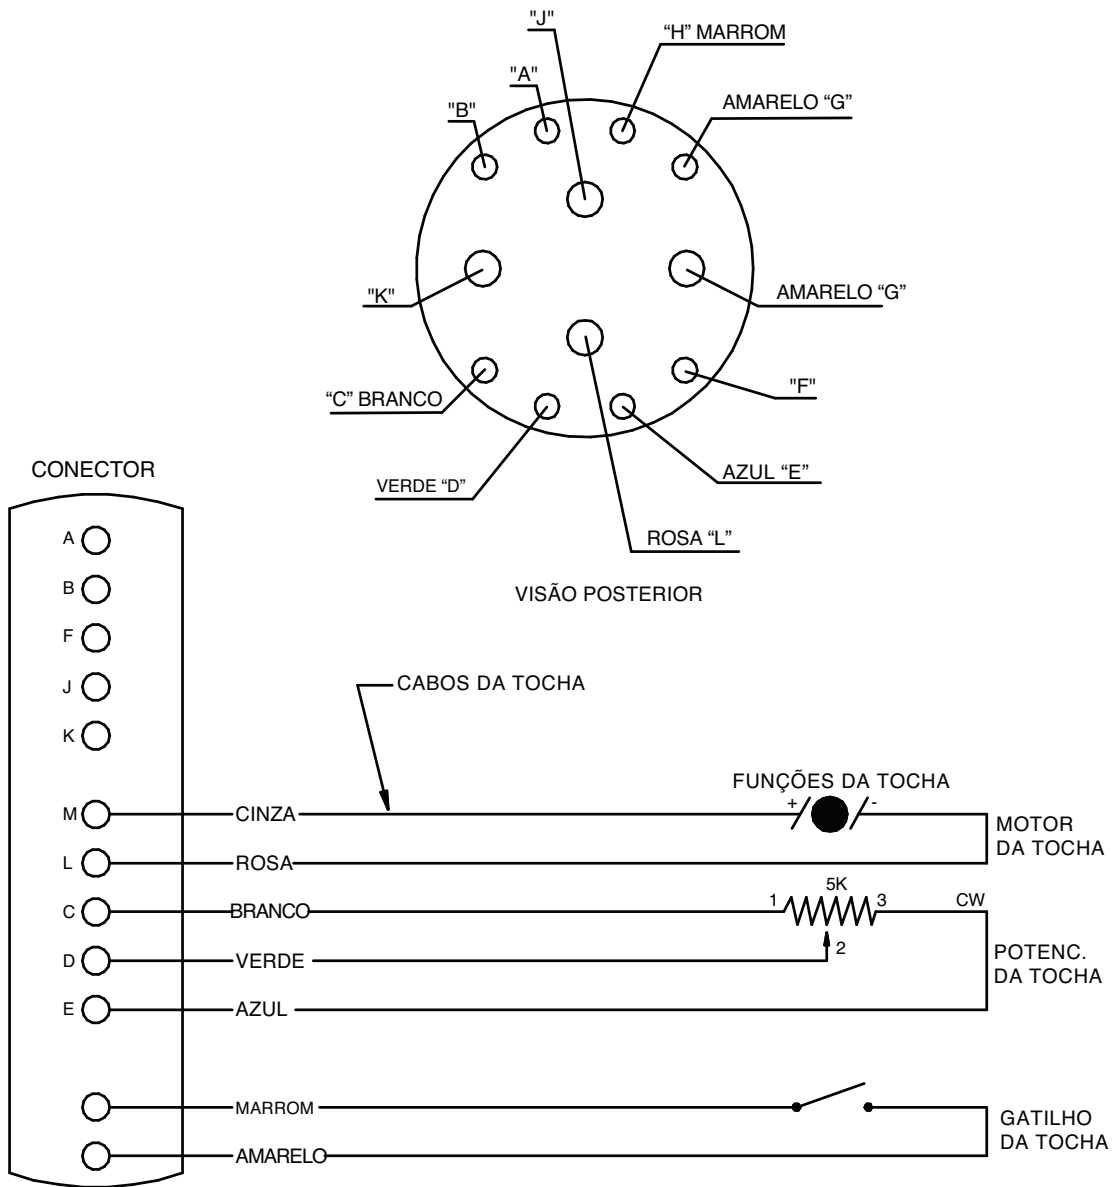 "J"
“H” MARROM
"A"
AMARELO “G”
"B"
"K"
AMARELO “G”
“C” BRANCO
"F"
VERDE “D”
AZUL “E”
ROSA “L”
VISÃO POSTERIOR
CONECTOR
A
B
F
J
K
CABOS DA TOCHA
FUNÇÕES DA TOCHA
M
CINZA
+
-
MOTOR
DA TOCHA
L
ROSA
C
BRANCO
1
5K
3
CW
2
POTENC.
DA TOCHA
D
VERDE
E
AZUL
MARROM
AMARELO
GATILHO
DA TOCHA